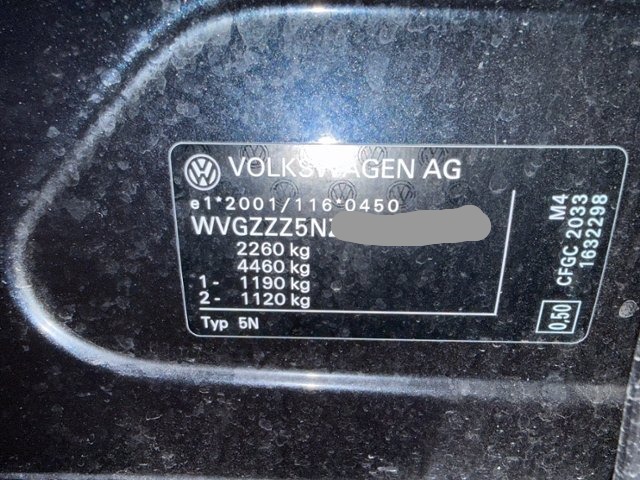 VOLKSWAGEN AG
e1*2001/116*0450
WVGZZZ5NZ
2260 kg
4460 kg
1- 1190 kg
2- 1120 kg
Typ 5N
M4
CFGC 2033
1632298
0.50